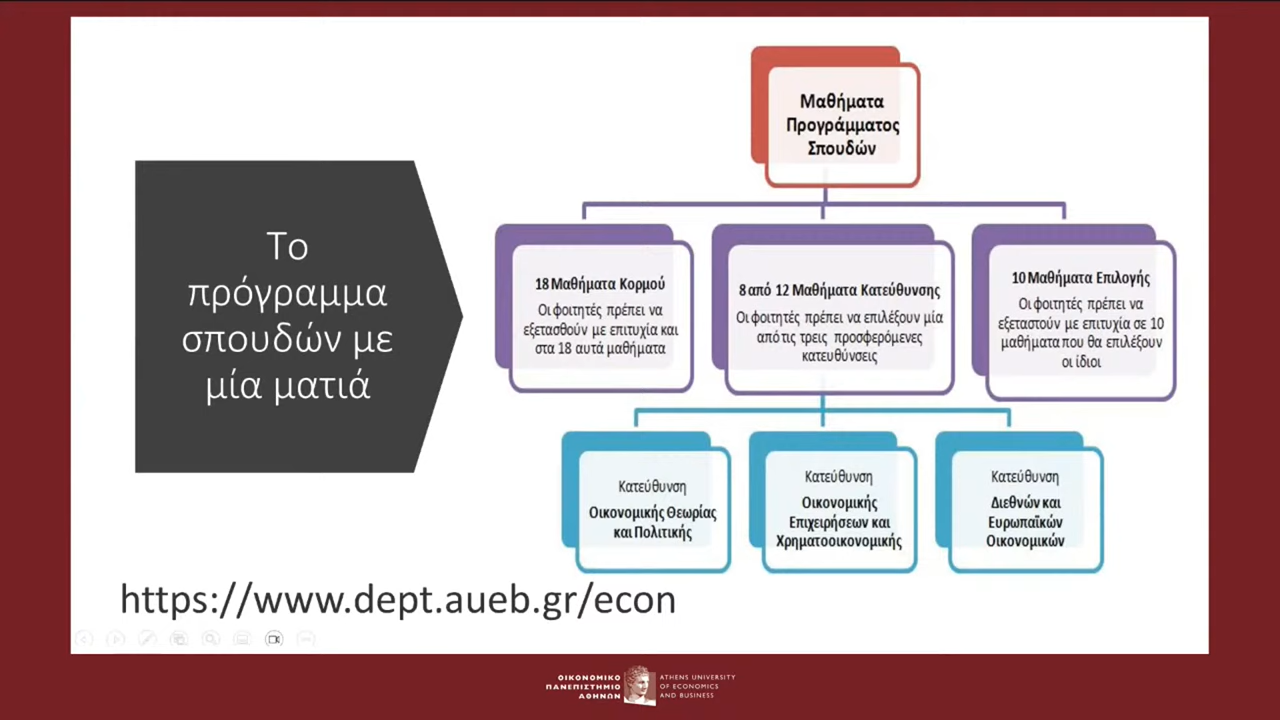 Το
πρόγραμμα
σπουδών με
μία ματιά
Μαθήματα
Προγράμματος
Σπουδών
18 Μαθήματα Κορμού
Οι φοιτητές πρέπει να
εξετασθούν με επιτυχία και
στα 18 αυτά μαθήματα
8 από 12 Μαθήματα Κατεύθυνσης
Οι φοιτητές πρέπει να επιλέξουν μία
από τις τρεις προσφερόμενες
κατευθύνσεις
10 Μαθήματα Επιλογής
Οι φοιτητές πρέπει να
εξεταστούν με επιτυχία σε 10
μαθήματα που θα επιλέξουν
οι ίδιοι
Κατεύθυνση
Οικονομικής Θεωρίας
και Πολιτικής
Κατεύθυνση
Οικονομικής
Επιχειρήσεων και
Χρηματοοικονομικής
Κατεύθυνση
Διεθνών και
Ευρωπαϊκών
Οικονομικών
https://www.dept.aueb.gr/econ
ΟΙΚΟΝΟΜΙΚΟ
ΠΑΝΕΠΙΣΤΗΜΙΟ
ΑΘΗΝΩΝ
ATHENS UNIVERSITY
OF ECONOMICS
AND BUSINESS